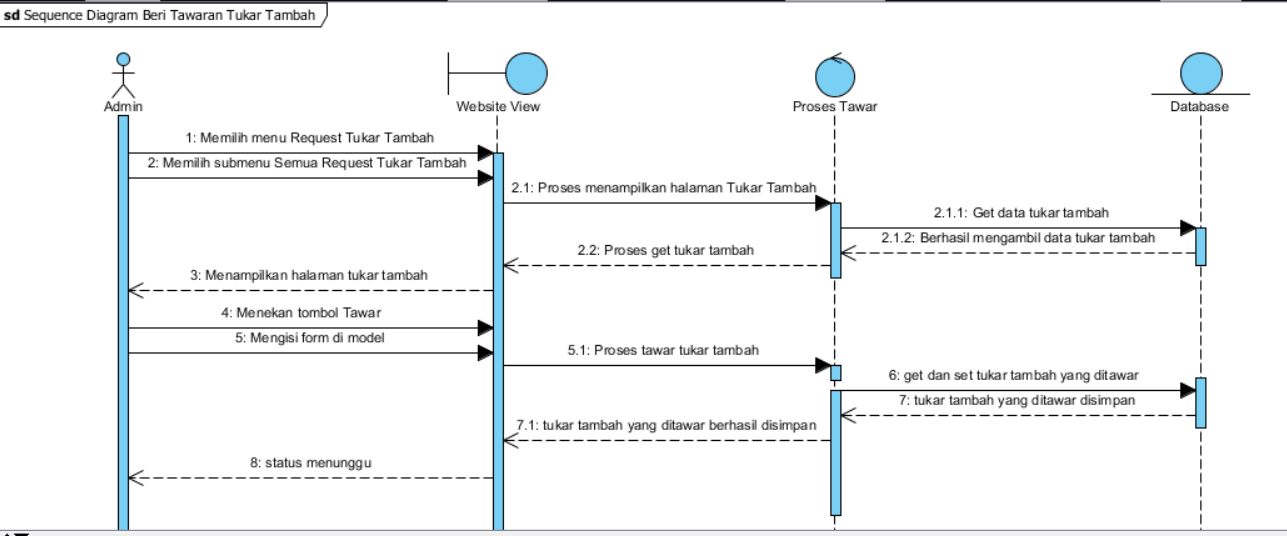 sd Sequence Diagram Beri Tawaran Tukar Tambah
Admin
Website View
Proses Tawar
Database
1: Memilih menu Request Tukar Tambah
2: Memilih submenu Semua Request Tukar Tambah
2.1: Proses menampilkan halaman Tukar Tambah
2.1.1: Get data tukar tambah
2.1.2: Berhasil mengambil data tukar tambah
2.2: Proses get tukar tambah
3: Menampilkan halaman tukar tambah
4: Menekan tombol Tawar
5: Mengisi form di model
5.1: Proses tawar tukar tambah
6: get dan set tukar tambah yang ditawar
7: tukar tambah yang ditawar disimpan
7.1: tukar tambah yang ditawar berhasil disimpan
8: status menunggu